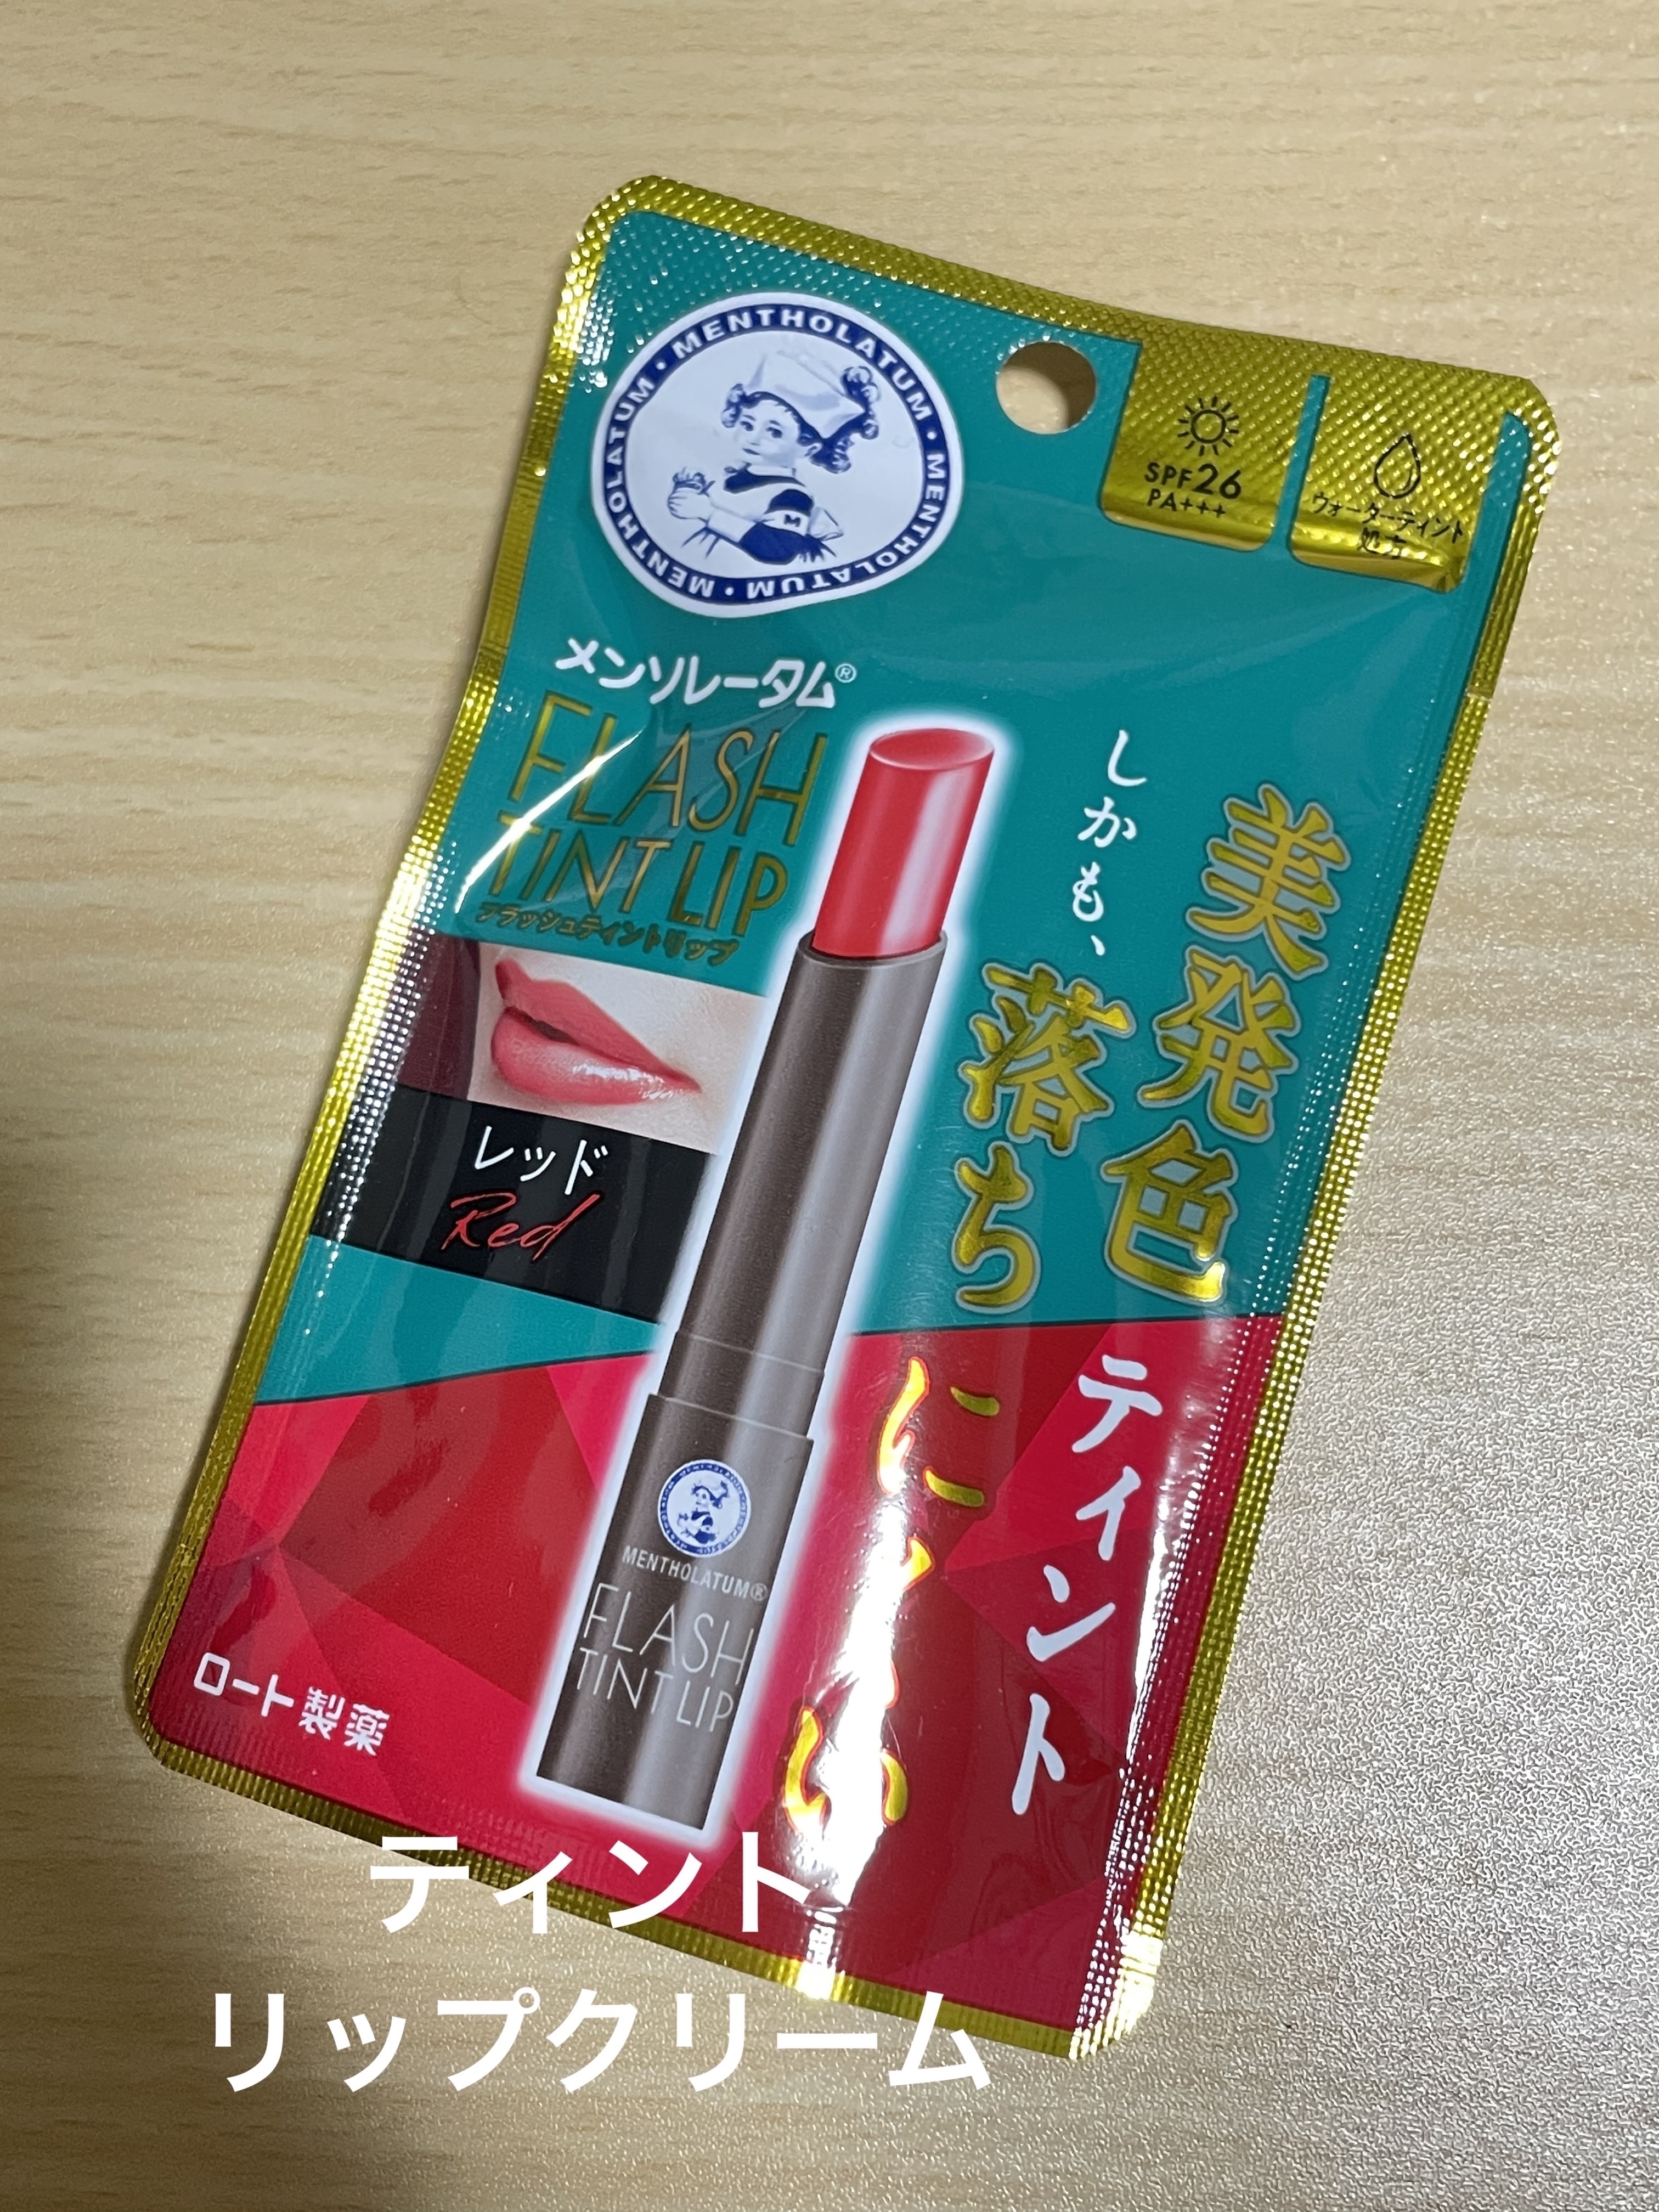 MENTHOLATUM • MENTHOLATUM • MENTHOLATUM • MENTHOLATUM •
M
SPF26
PA+++
ウォーターティント
処方
メンソレータム®
FLASH
TINT LIP
フラッシュティントリップ
レッド
Red
美発色ティント
しかも、落ちにくい
MENTHOLATUM®
FLASH
TINT LIP
ロート製薬
ティント
リップクリーム